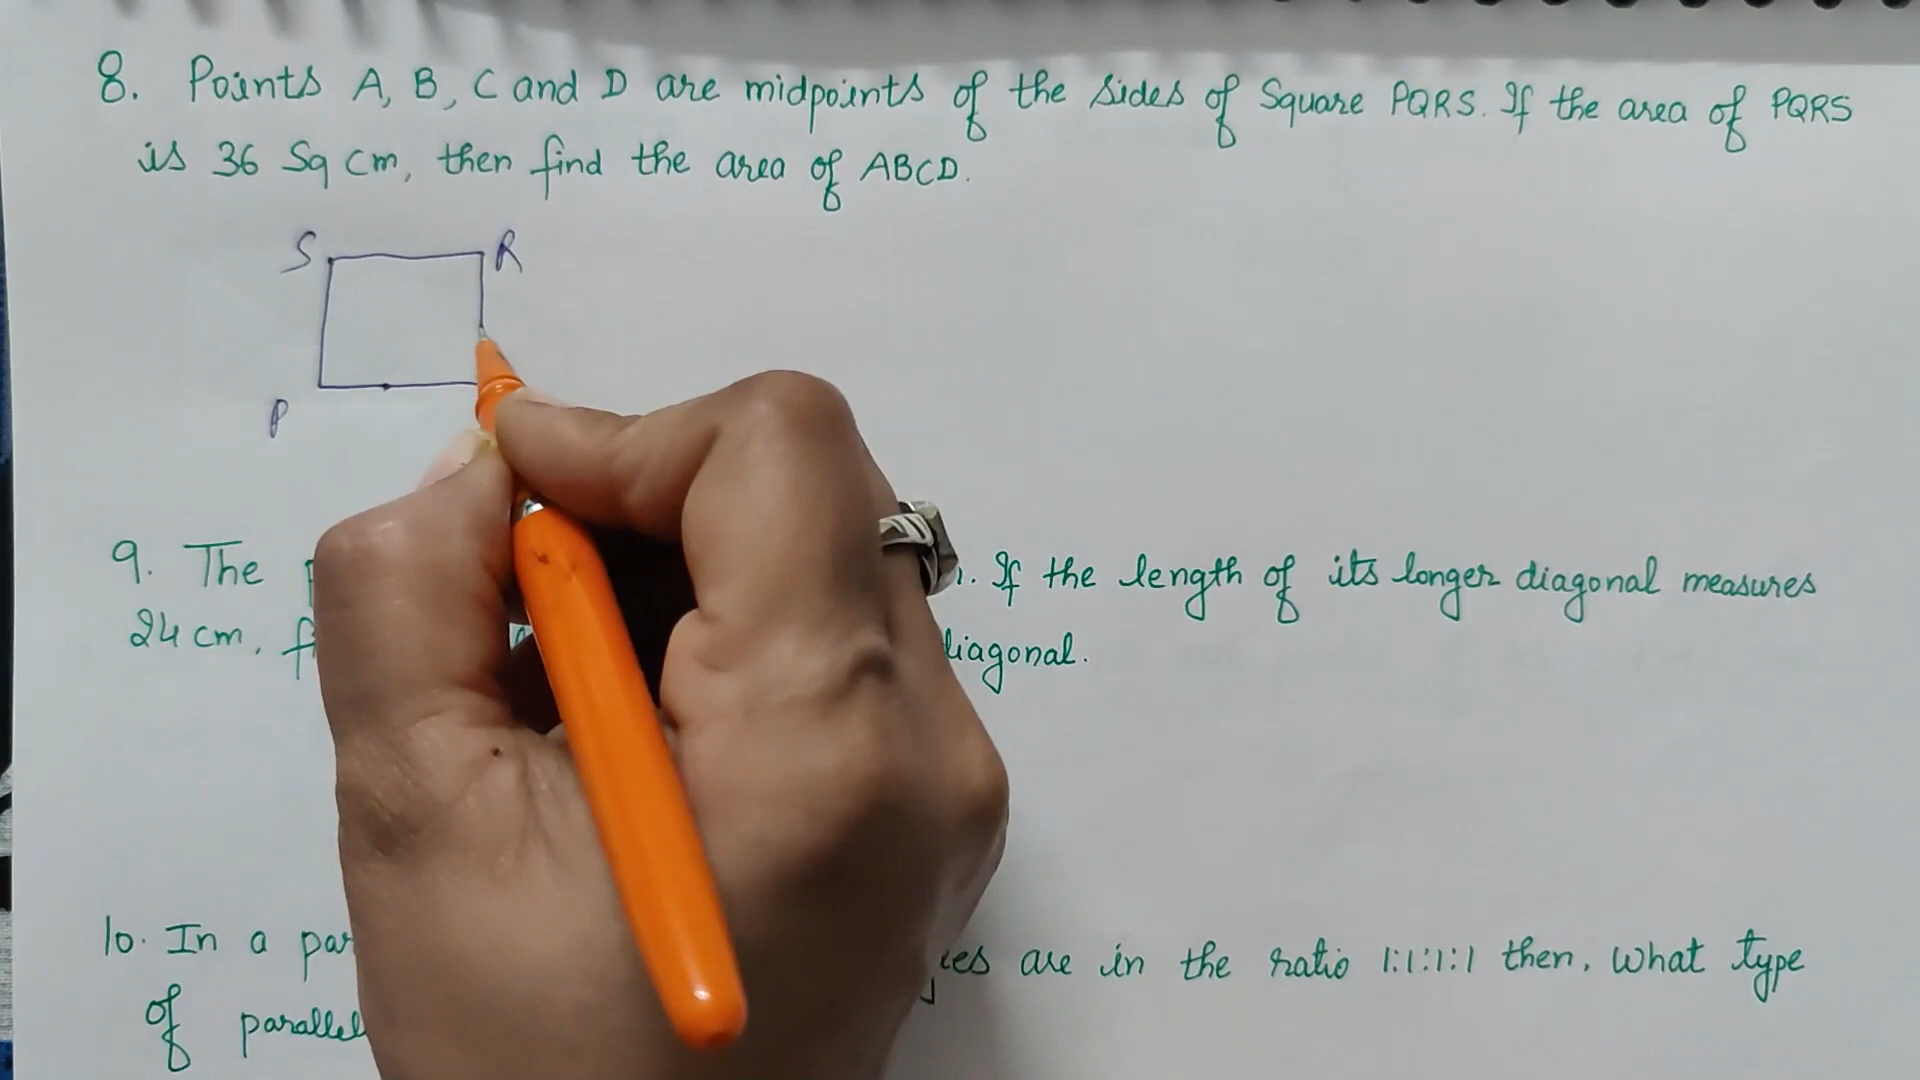 8. Points A, B, C and D are midpoints of the sides of Square PQRS. If the area of PQRS
is 36 Sq cm, then find the area of ABCD.
S R
P
9. The . If the length of its longer diagonal measures
24 cm, diagonal.
10. In a are in the ratio 1:1:1:1 then, what type
of